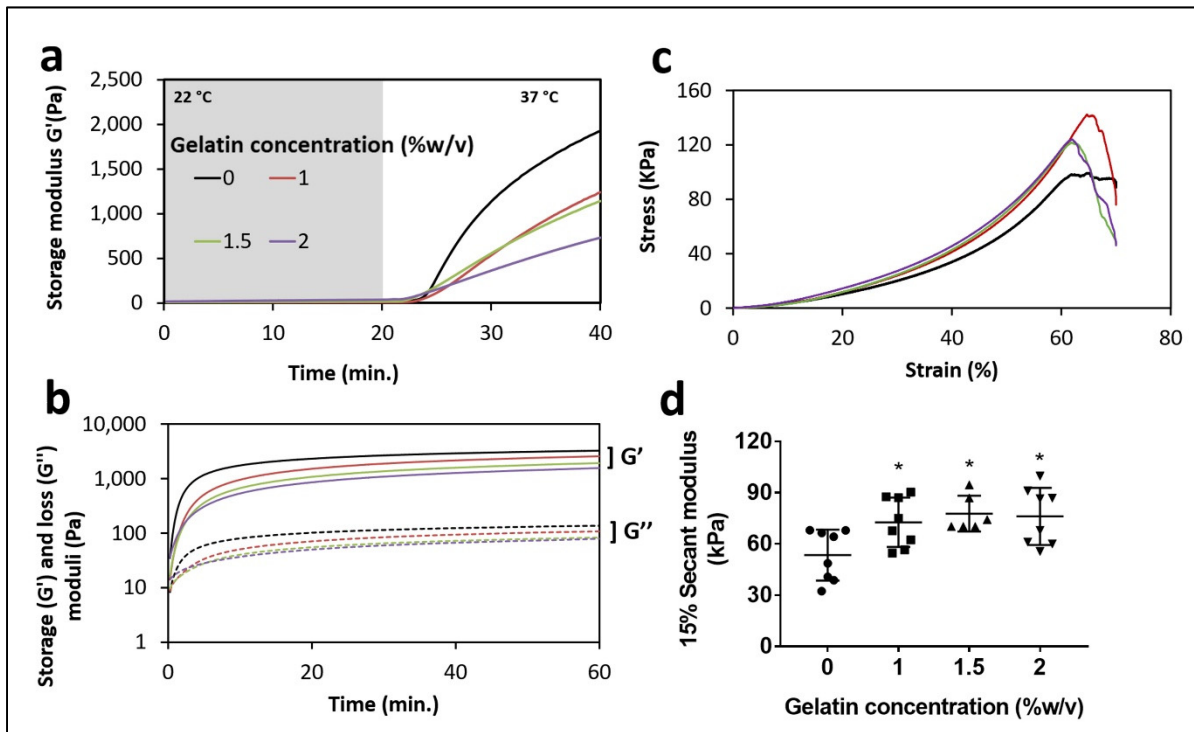 a
2,500
2,000
1,500
1,000
500
0
Storage modulus G'(Pa)
22 °C
37 °C
Gelatin concentration (%w/v)
0
1
1.5
2
0
10
20
30
40
Time (min.)
c
160
120
80
40
0
Stress (KPa)
0
20
40
60
80
Strain (%)
b
10,000
1,000
100
10
1
Storage (G') and loss (G'')
moduli (Pa)
] G'
] G''
0
20
40
60
Time (min.)
d
120
90
60
30
0
15% Secant modulus
(kPa)
*
*
*
0
1
1.5
2
Gelatin concentration (%w/v)